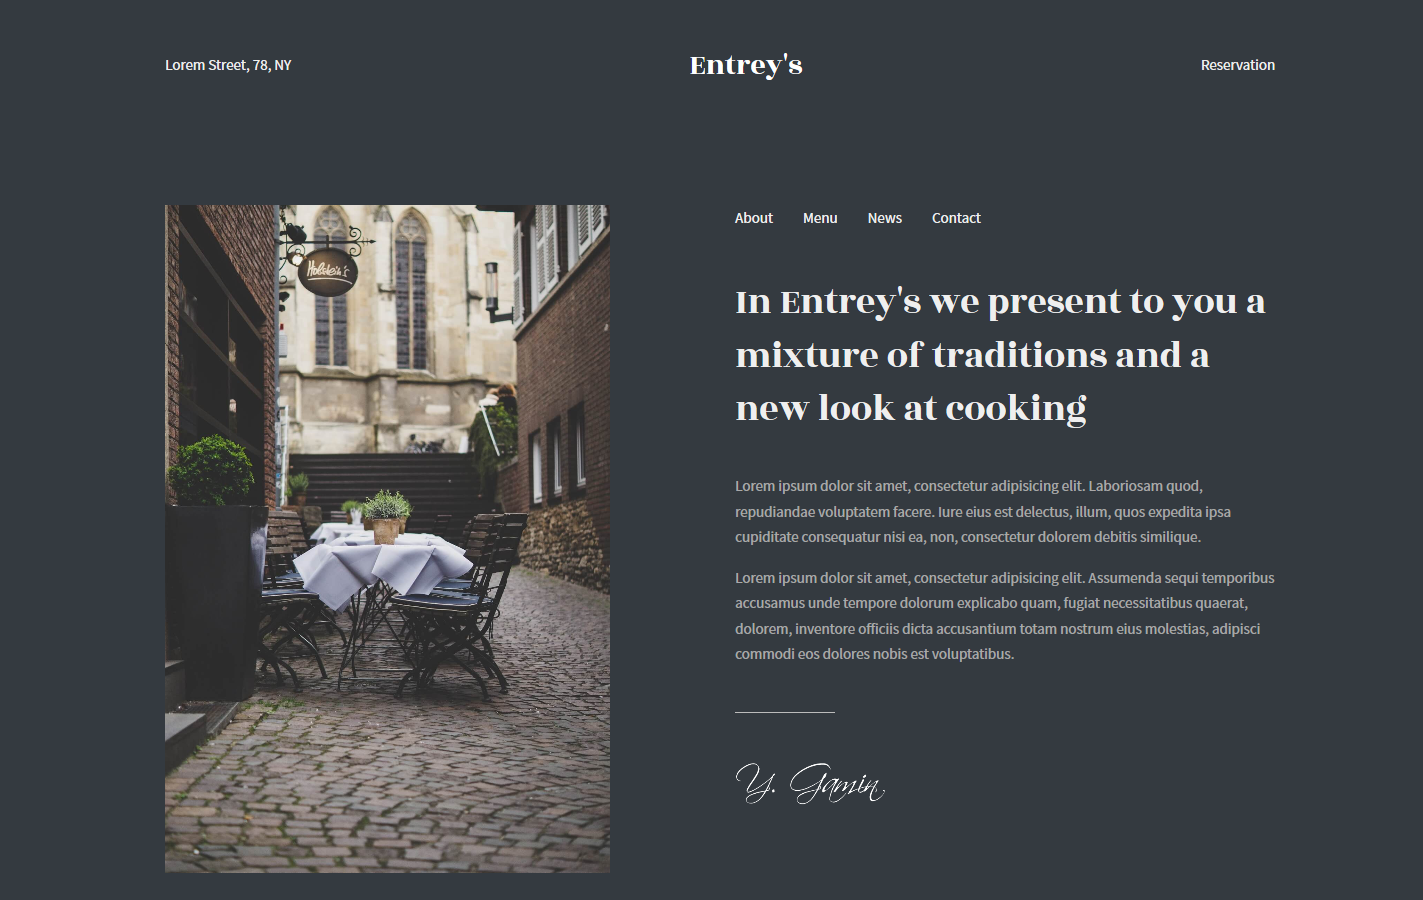 Lorem Street, 78, NY
Entrey's
Reservation
Holstein's
About Menu News Contact
In Entrey's we present to you a
mixture of traditions and a
new look at cooking
Lorem ipsum dolor sit amet, consectetur adipisicing elit. Laboriosam quod,
repudiandae voluptatem facere. Iure eius est delectus, illum, quos expedita ipsa
cupiditate consequatur nisi ea, non, consectetur dolorem debitis similique.
Lorem ipsum dolor sit amet, consectetur adipisicing elit. Assumenda sequi temporibus
accusamus unde tempore dolorum explicabo quam, fugiat necessitatibus quaerat,
dolorem, inventore officiis dicta accusantium totam nostrum eius molestias, adipisci
commodi eos dolores nobis est voluptatibus.
Y. Gamin